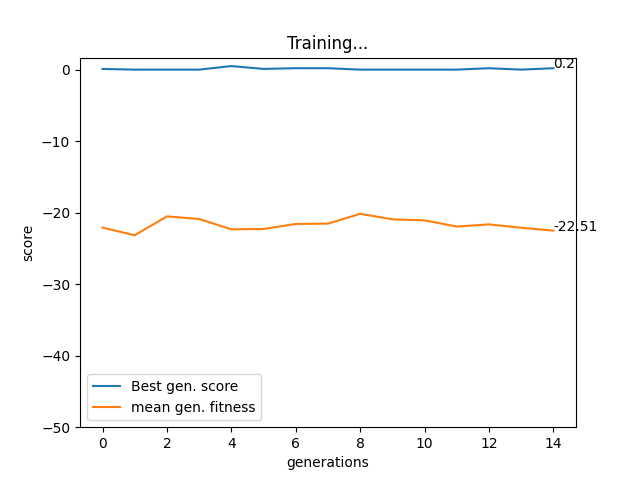 Training...
0
0.2
−10
−20
-22.51
−30
−40
−50
score
Best gen. score
mean gen. fitness
0 2 4 6 8 10 12 14
generations